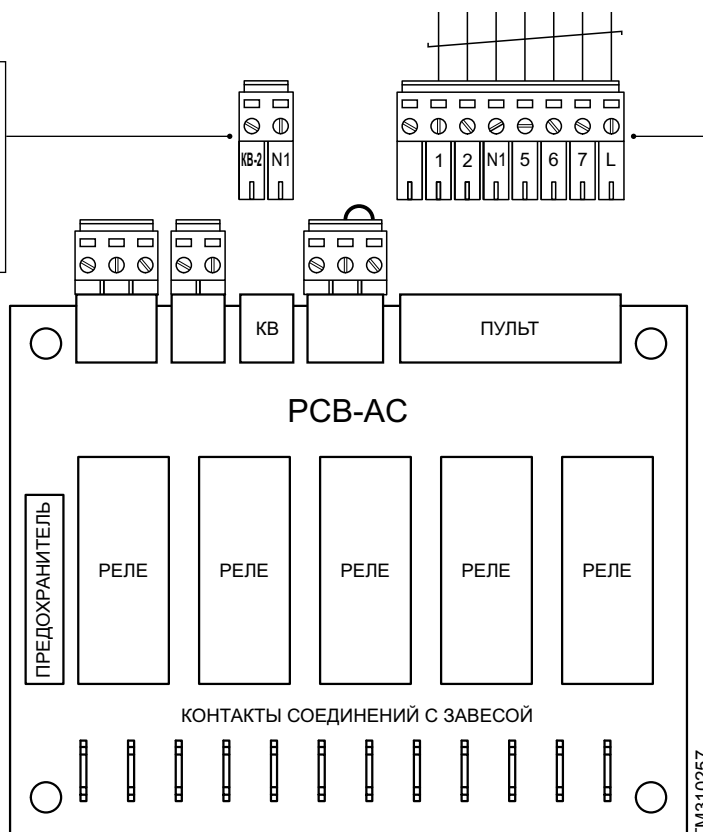 КВ-2 N1
1 2 N1 5 6 7 L
КВ
ПУЛЬТ
PCB-AC
ПРЕДОХРАНИТЕЛЬ
РЕЛЕ РЕЛЕ РЕЛЕ РЕЛЕ РЕЛЕ
КОНТАКТЫ СОЕДИНЕНИЙ С ЗАВЕСОЙ
TM310257